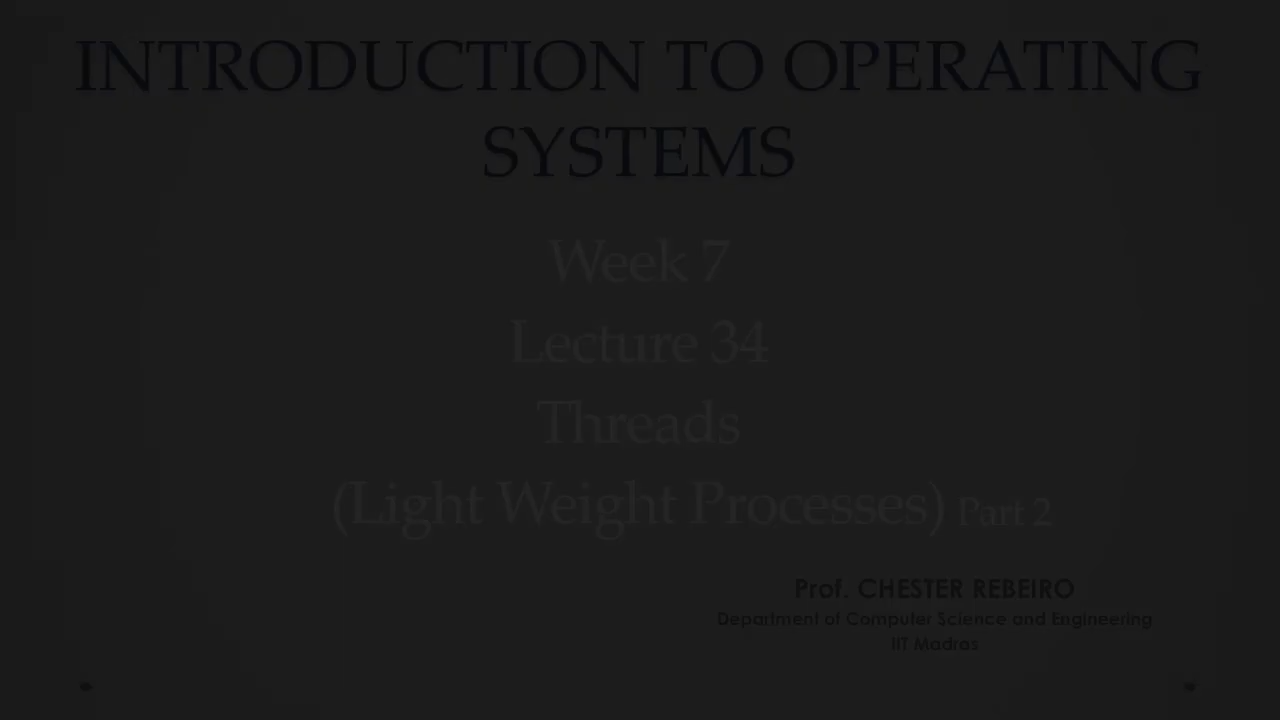 INTRODUCTION TO OPERATING
SYSTEMS
Week 7
Lecture 34
Threads
(Light Weight Processes) Part 2
Prof. CHESTER REBEIRO
Department of Computer Science and Engineering
IIT Madras